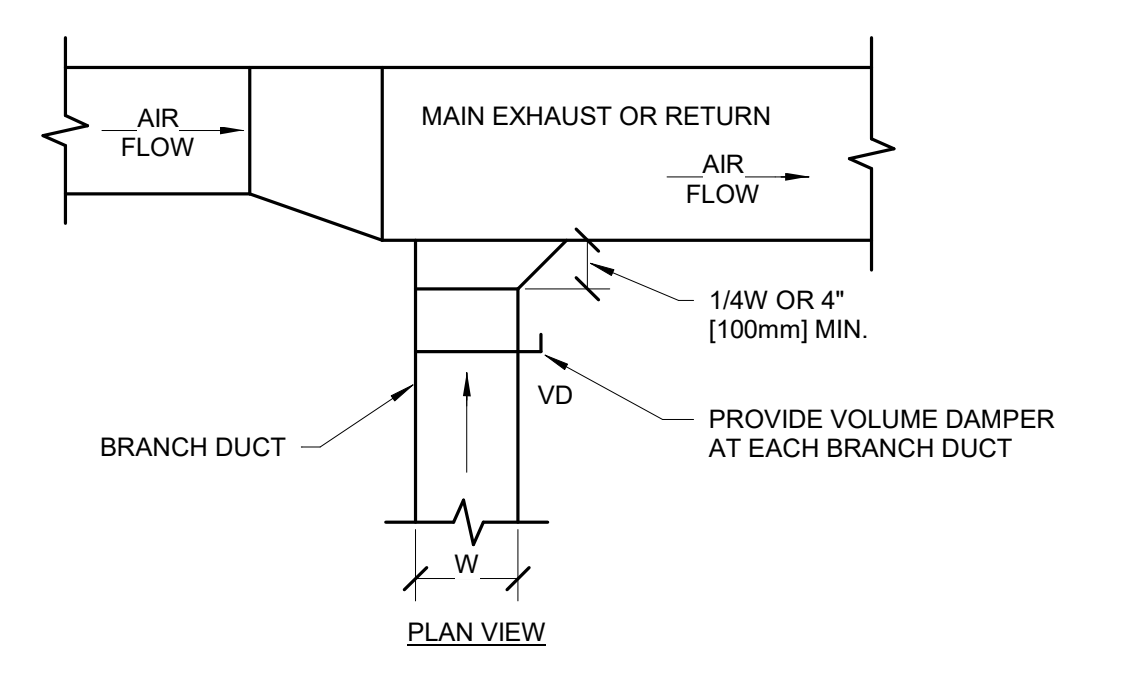 AIR
FLOW
MAIN EXHAUST OR RETURN
AIR
FLOW
1/4W OR 4"
[100mm] MIN.
VD
PROVIDE VOLUME DAMPER
AT EACH BRANCH DUCT
BRANCH DUCT
W
PLAN VIEW